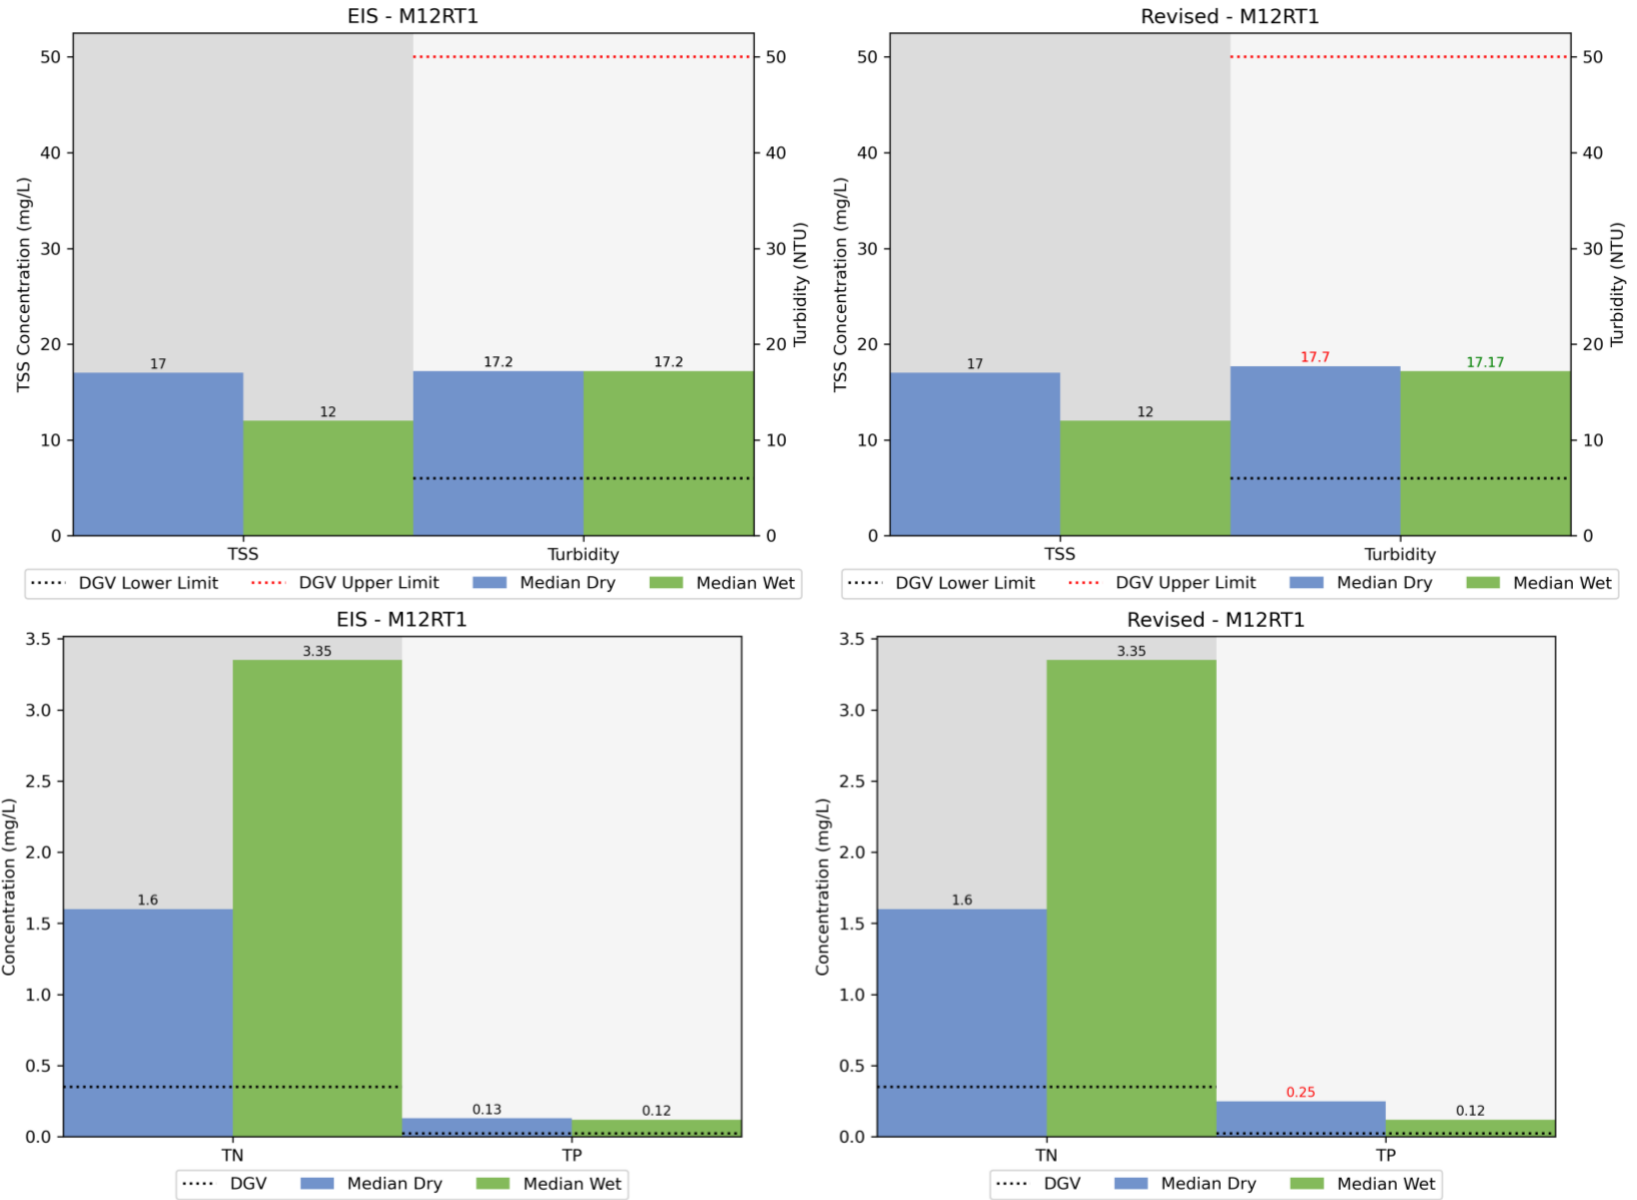 EIS - M12RT1
50
40
30
20
10
0
TSS Concentration (mg/L)
17
12
17.2
17.2
50
40
30
20
10
0
Turbidity (NTU)
TSS
Turbidity
DGV Lower Limit
DGV Upper Limit
Median Dry
Median Wet
Revised - M12RT1
50
40
30
20
10
0
TSS Concentration (mg/L)
17
12
17.7
17.17
50
40
30
20
10
0
Turbidity (NTU)
TSS
Turbidity
DGV Lower Limit
DGV Upper Limit
Median Dry
Median Wet
EIS - M12RT1
3.5
3.0
2.5
2.0
1.5
1.0
0.5
0.0
Concentration (mg/L)
1.6
3.35
0.13
0.12
TN
TP
DGV
Median Dry
Median Wet
Revised - M12RT1
3.5
3.0
2.5
2.0
1.5
1.0
0.5
0.0
Concentration (mg/L)
1.6
3.35
0.25
0.12
TN
TP
DGV
Median Dry
Median Wet